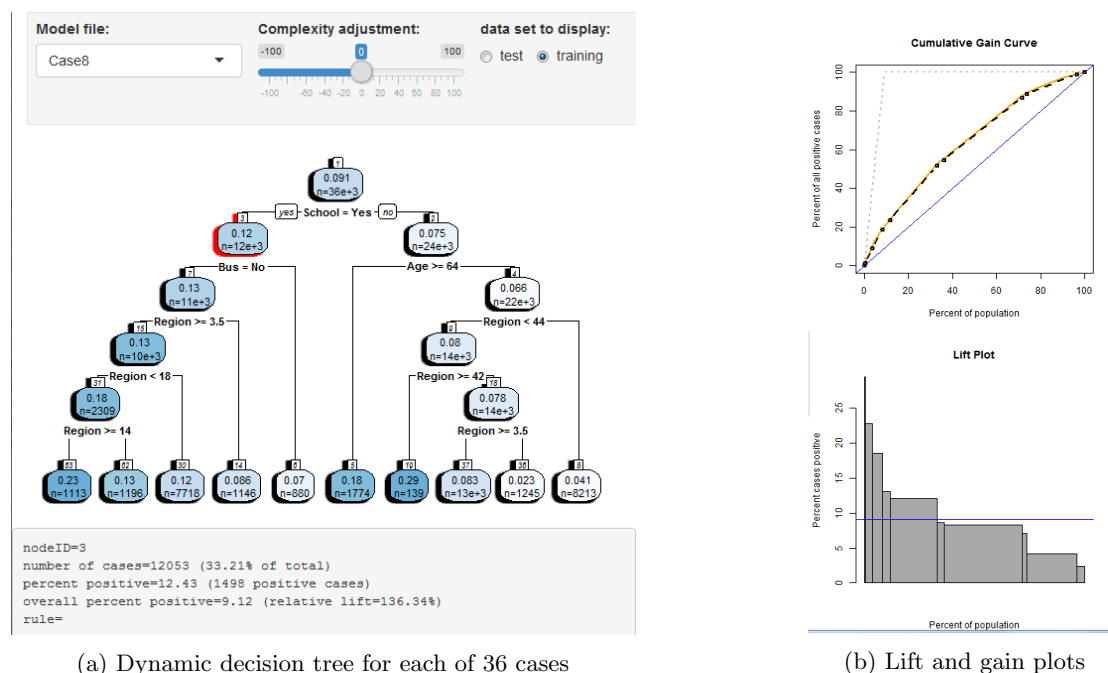 Model file:
Case8
Complexity adjustment:
-100 0 100
-100 -60 -40 -20 0 20 40 60 80 100
data set to display:
test training
1
0.091
n=36e+3
yes School = Yes no
3
0.12
n=12e+3
2
0.075
n=24e+3
Bus = No
Age >= 64
7
0.13
n=11e+3
4
0.066
n=22e+3
Region >= 3.5
Region < 44
15
0.13
n=10e+3
9
0.08
n=14e+3
Region < 18
Region >= 42
31
0.18
n=2309
18
0.078
n=14e+3
Region >= 14
Region >= 3.5
63 62 30 14 6 5 19 37 36 8
0.23 0.13 0.12 0.086 0.07 0.18 0.29 0.083 0.023 0.041
n=1113 n=1196 n=7718 n=1146 n=880 n=1774 n=139 n=13e+3 n=1245 n=8213
nodeID=3
number of cases=12053 (33.21% of total)
percent positive=12.43 (1498 positive cases)
overall percent positive=9.12 (relative lift=136.34%)
rule=
(a) Dynamic decision tree for each of 36 cases
Cumulative Gain Curve
Percent of all positive cases
100
80
60
40
20
0
0 20 40 60 80 100
Percent of population
Lift Plot
Percent cases positive
25
20
15
10
5
0
Percent of population
(b) Lift and gain plots